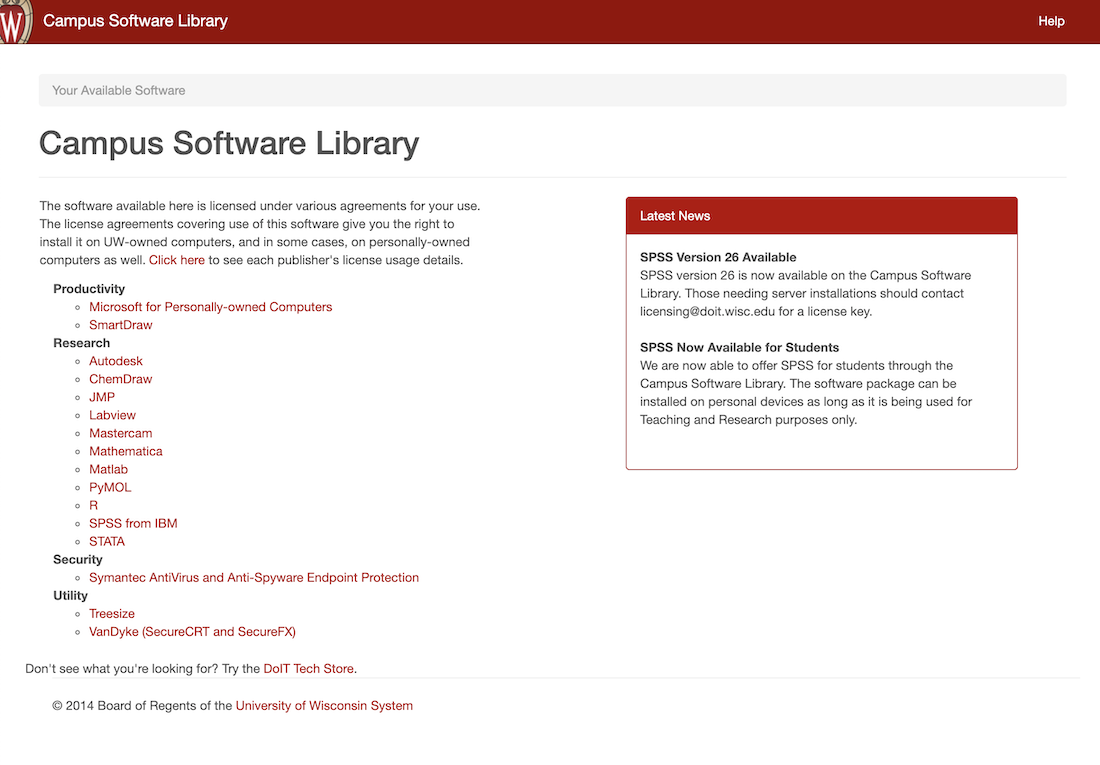 W Campus Software Library
Help
Your Available Software
Campus Software Library
The software available here is licensed under various agreements for your use.
The license agreements covering use of this software give you the right to
install it on UW-owned computers, and in some cases, on personally-owned
computers as well. Click here to see each publisher's license usage details.
Productivity
Microsoft for Personally-owned Computers
SmartDraw
Research
Autodesk
ChemDraw
JMP
Labview
Mastercam
Mathematica
Matlab
PyMOL
R
SPSS from IBM
STATA
Security
Symantec AntiVirus and Anti-Spyware Endpoint Protection
Utility
Treesize
VanDyke (SecureCRT and SecureFX)
Latest News
SPSS Version 26 Available
SPSS version 26 is now available on the Campus Software
Library. Those needing server installations should contact
licensing@doit.wisc.edu for a license key.
SPSS Now Available for Students
We are now able to offer SPSS for students through the
Campus Software Library. The software package can be
installed on personal devices as long as it is being used for
Teaching and Research purposes only.
Don't see what you're looking for? Try the DoIT Tech Store.
© 2014 Board of Regents of the University of Wisconsin System